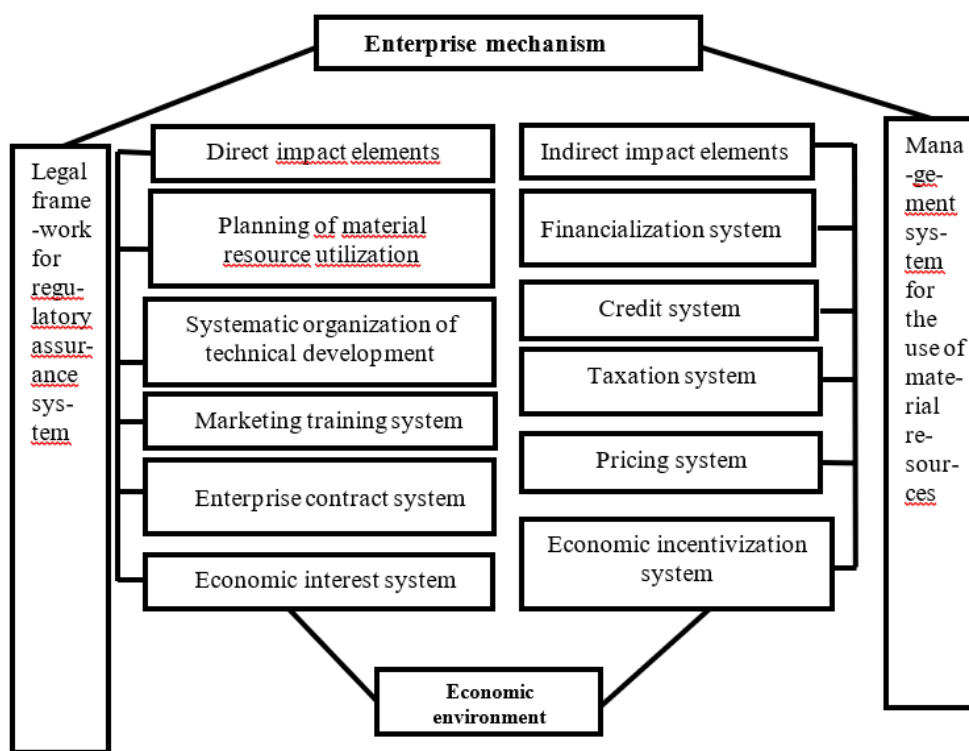 Enterprise mechanism
Legal
frame
-work
for
regu-
latory
assur-
ance
sys-
tem
Direct impact elements
Planning of material
resource utilization
Systematic organization of
technical development
Marketing training system
Enterprise contract system
Economic interest system
Indirect impact elements
Financialization system
Credit system
Taxation system
Pricing system
Economic incentivization
system
Mana
-ge-
ment
sys-
tem
for
the
use of
mate-
rial
re-
sour-
ces
Economic
environment